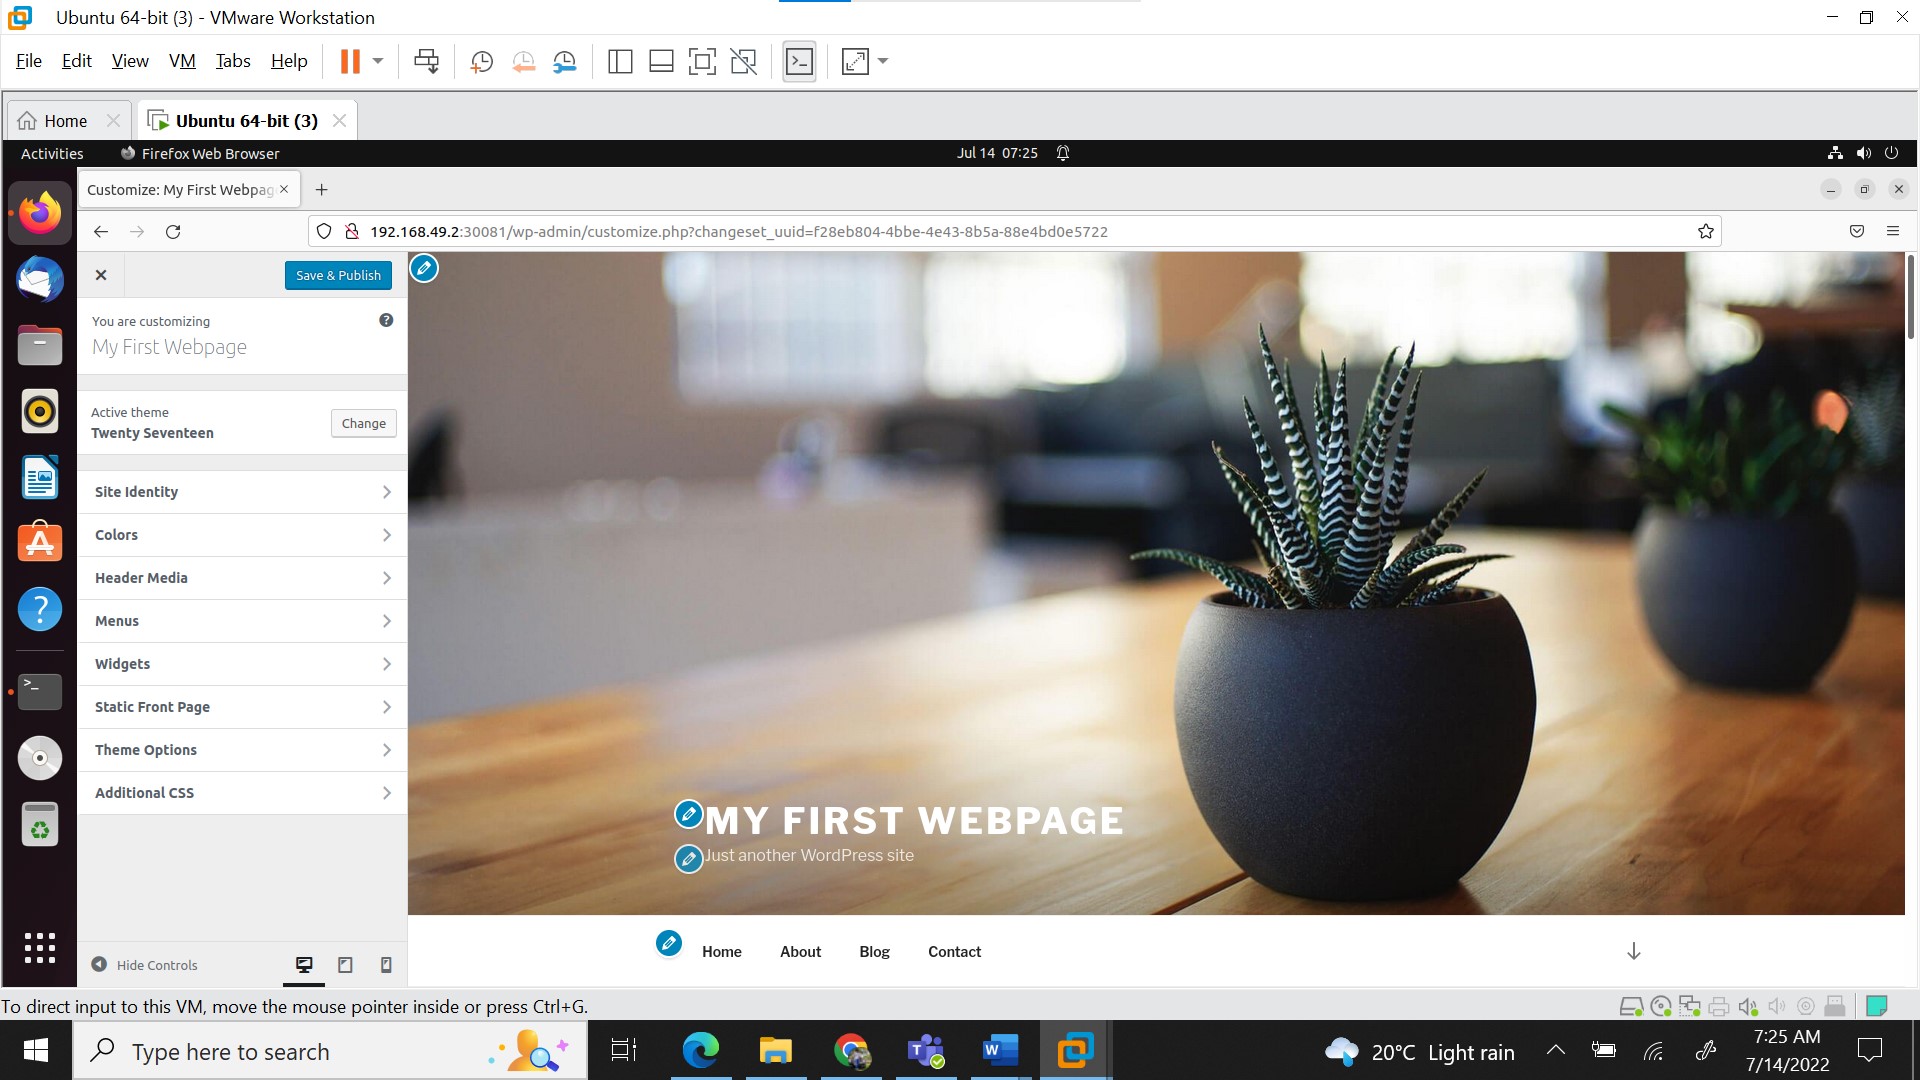 Ubuntu 64-bit (3) - VMware Workstation
File Edit View VM Tabs Help
Home
Ubuntu 64-bit (3)
Activities
Firefox Web Browser
Jul 14 07:25
Customize: My First Webpag
192.168.49.2:30081/wp-admin/customize.php?changeset_uuid=f28eb804-4bbe-4e43-8b5a-88e4bd0e5722
Save & Publish
You are customizing
My First Webpage
Active theme
Twenty Seventeen
Change
Site Identity
Colors
Header Media
Menus
Widgets
Static Front Page
Theme Options
Additional CSS
Hide Controls
MY FIRST WEBPAGE
Just another WordPress site
Home About Blog Contact
To direct input to this VM, move the mouse pointer inside or press Ctrl+G.
Type here to search
20°C Light rain
7:25 AM
7/14/2022